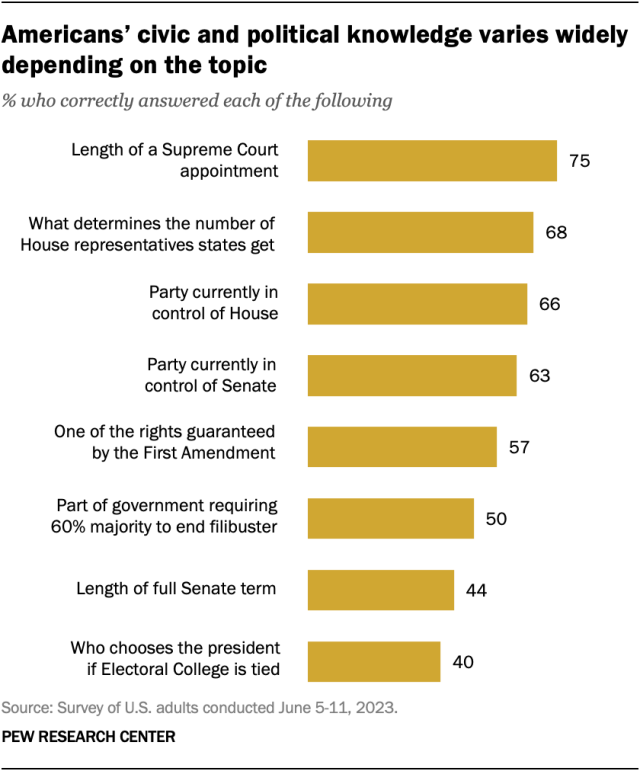 Americans' civic and political knowledge varies widely
depending on the topic
% who correctly answered each of the following
Length of a Supreme Court
appointment
75
What determines the number of
House representatives states get
68
Party currently in
control of House
66
Party currently in
control of Senate
63
One of the rights guaranteed
by the First Amendment
57
Part of government requiring
60% majority to end filibuster
50
Length of full Senate term
44
Who chooses the president
if Electoral College is tied
40
Source: Survey of U.S. adults conducted June 5-11, 2023.
PEW RESEARCH CENTER